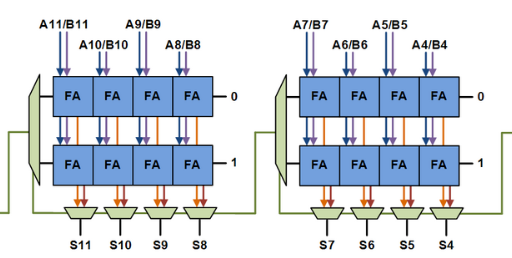 A11/B11 A9/B9 A7/B7 A5/B5
A10/B10 A8/B8 A6/B6 A4/B4
FA FA FA FA 0 FA FA FA FA 0
FA FA FA FA 1 FA FA FA FA 1
S11 S10 S9 S8 S7 S6 S5 S4